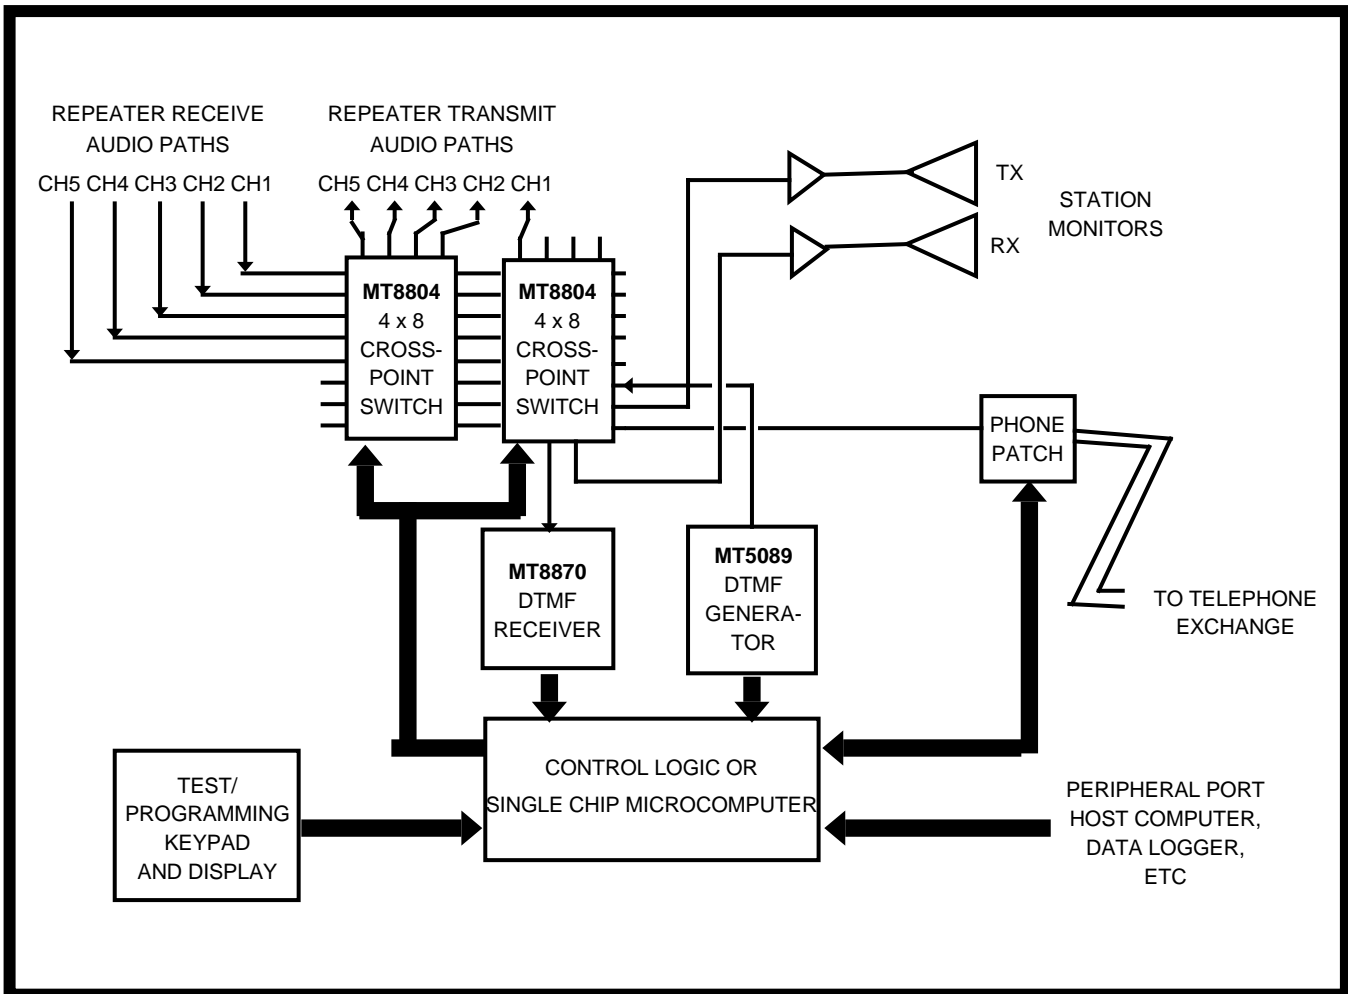 REPEATER RECEIVE
AUDIO PATHS
CH5 CH4 CH3 CH2 CH1
REPEATER TRANSMIT
AUDIO PATHS
CH5 CH4 CH3 CH2 CH1
TX
RX
STATION
MONITORS
MT8804
4 x 8
CROSS-
POINT
SWITCH
MT8804
4 x 8
CROSS-
POINT
SWITCH
PHONE
PATCH
MT8870
DTMF
RECEIVER
MT5089
DTMF
GENERA-
TOR
TO TELEPHONE
EXCHANGE
TEST/
PROGRAMMING
KEYPAD
AND DISPLAY
CONTROL LOGIC OR
SINGLE CHIP MICROCOMPUTER
PERIPHERAL PORT
HOST COMPUTER,
DATA LOGGER,
ETC